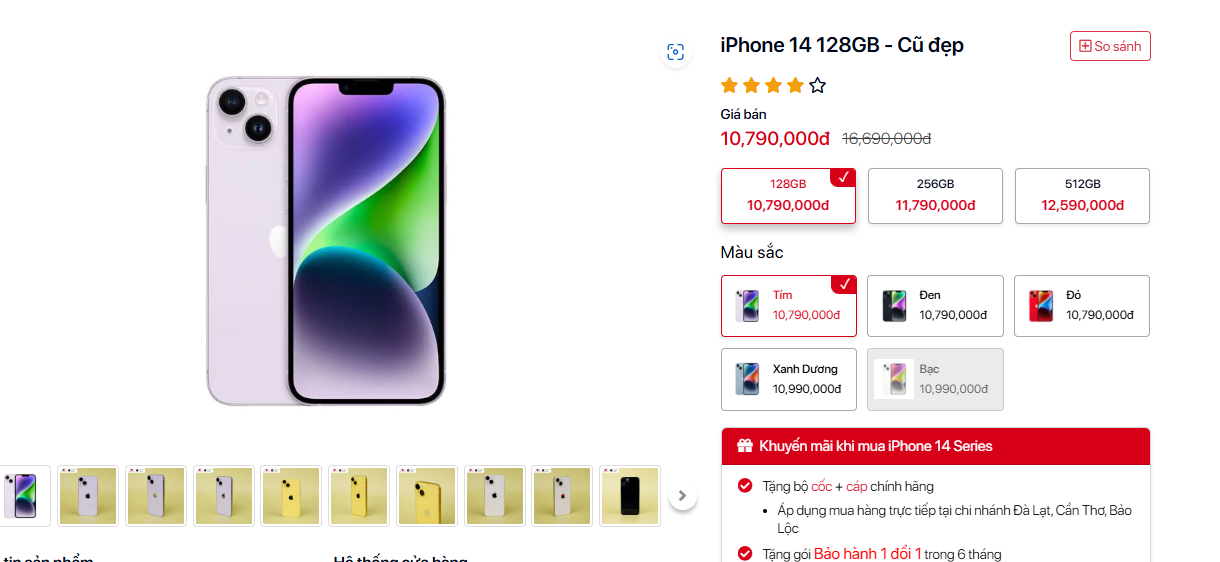 iPhone 14 128GB - Cũ đẹp
So sánh
Giá bán
10,790,000đ 16,690,000đ
128GB
10,790,000đ
256GB
11,790,000đ
512GB
12,590,000đ
Màu sắc
Tím
10,790,000đ
Đen
10,790,000đ
Đỏ
10,790,000đ
Xanh Dương
10,990,000đ
Bạc
10,990,000đ
Khuyến mãi khi mua iPhone 14 Series
Tặng bộ cốc + cáp chính hãng
Áp dụng mua hàng trực tiếp tại chi nhánh Đà Lạt, Cần Thơ, Bảo
Lộc
Tặng gói Bảo hành 1 đổi 1 trong 6 tháng
tin sản phẩm
Hệ thống cửa hàng